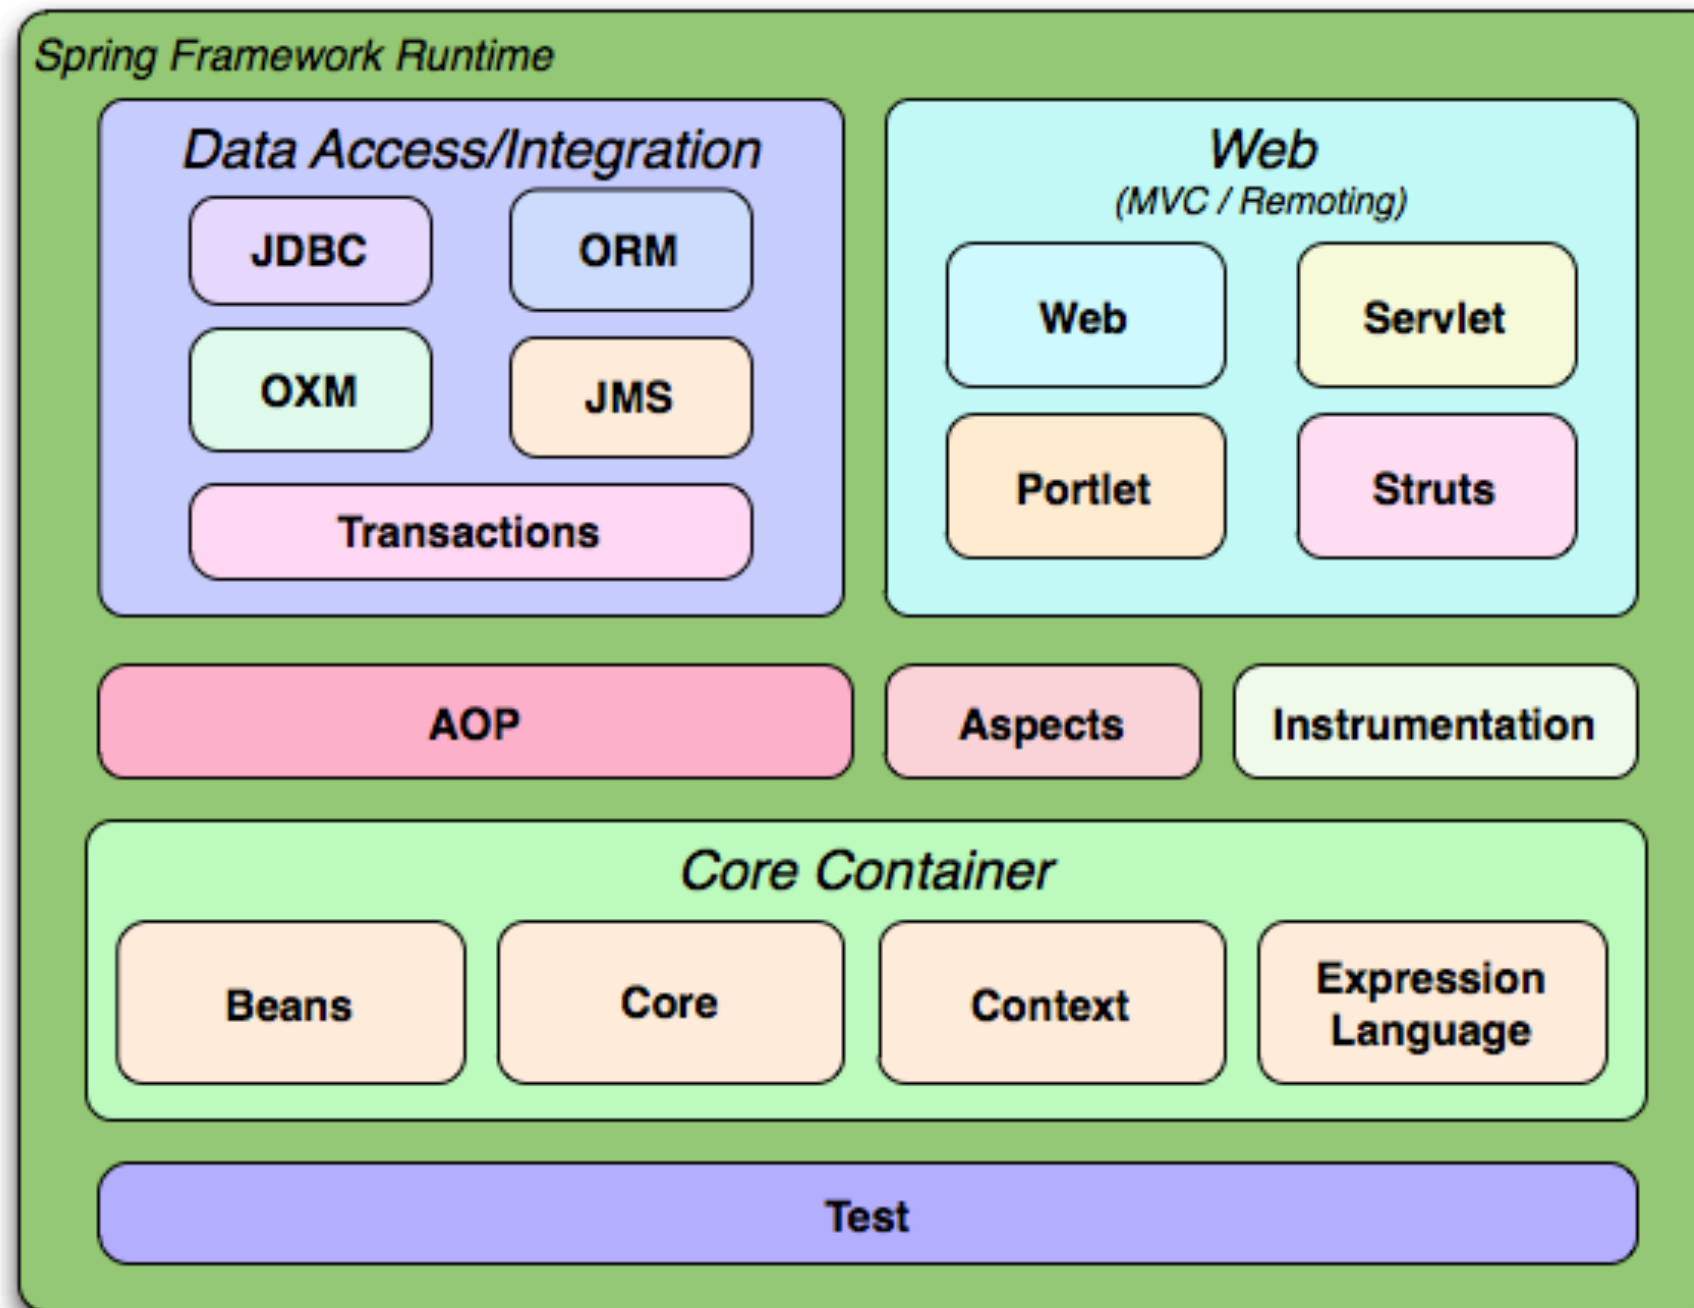 Spring Framework Runtime
Data Access/Integration
JDBC
ORM
OXM
JMS
Transactions
Web
(MVC / Remoting)
Web
Servlet
Portlet
Struts
AOP
Aspects
Instrumentation
Core Container
Beans
Core
Context
Expression
Language
Test